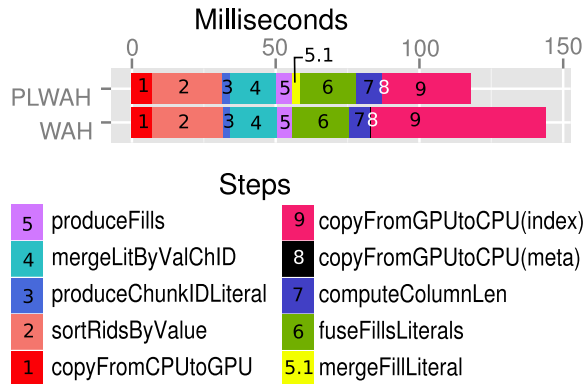 Milliseconds
0 50 100 150
5.1
PLWAH 1 2 3 4 5 6 7 8 9
WAH 1 2 3 4 5 6 7 8 9
Steps
5 produceFills 9 copyFromGPUtoCPU(index)
4 mergeLitByValChID 8 copyFromGPUtoCPU(meta)
3 produceChunkIDLiteral 7 computeColumnLen
2 sortRidsByValue 6 fuseFillsLiterals
1 copyFromCPUtoGPU 5.1 mergeFillLiteral